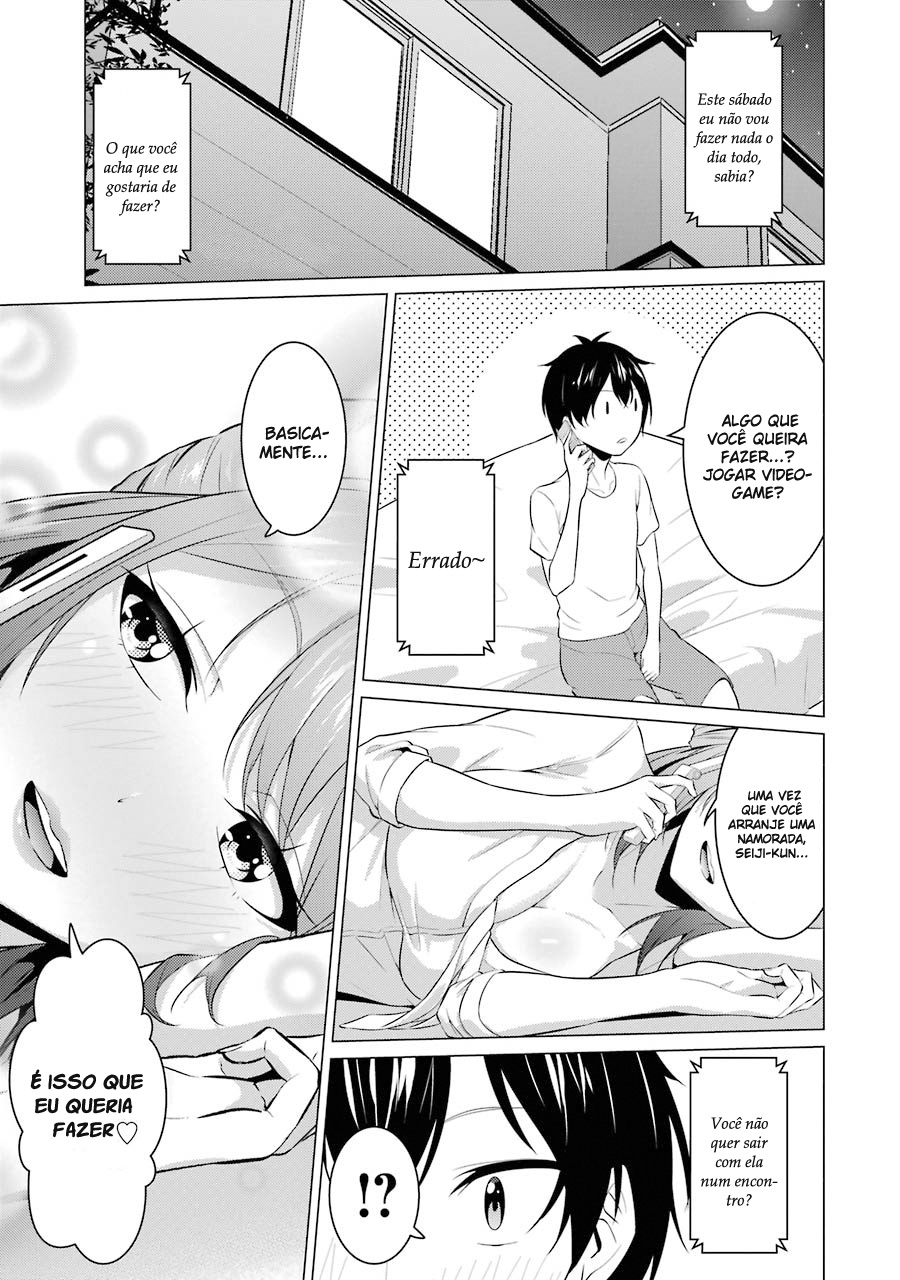 Este sábado
eu não vou
fazer nada o
dia todo,
sabia?
O que você
acha que eu
gostaria de
fazer?
ALGO QUE
VOCÊ QUEIRA
FAZER...?
JOGAR VIDEO-
GAME?
Errado~
UMA VEZ
QUE VOCÊ
ARRANJE UMA
NAMORADA,
SEIJI-KUN...
Você não
quer sair
com ela
num encon-
tro?
!?
BASICA-
MENTE...
É ISSO QUE
EU QUERIA
FAZER♡